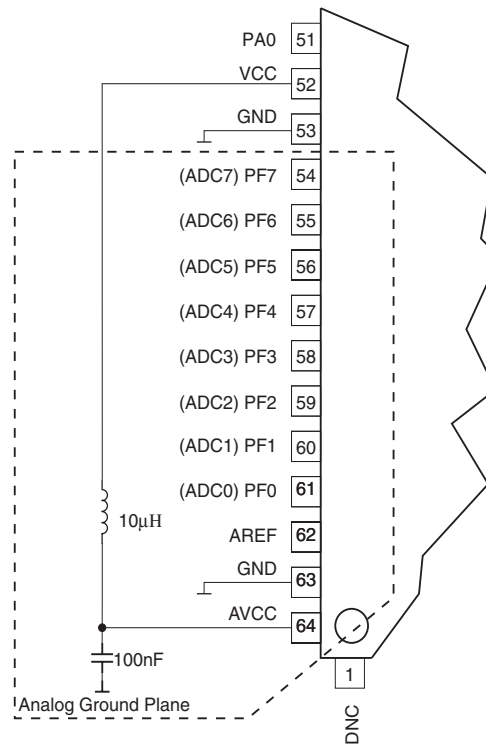 PA0 51
VCC 52
GND 53
(ADC7) PF7 54
(ADC6) PF6 55
(ADC5) PF5 56
(ADC4) PF4 57
(ADC3) PF3 58
(ADC2) PF2 59
(ADC1) PF1 60
(ADC0) PF0 61
10μH
AREF 62
GND 63
AVCC 64
100nF
1
Analog Ground Plane
DNC